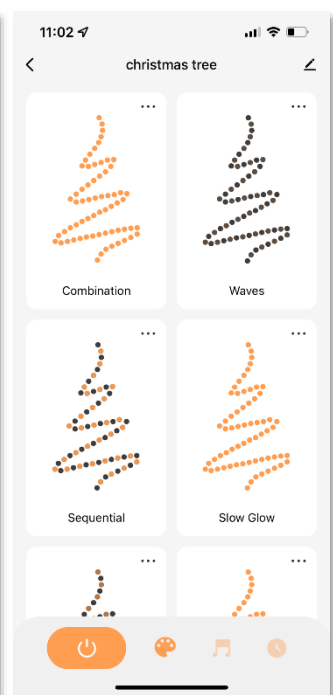 11:02
christmas tree
Combination
Waves
Sequential
Slow Glow